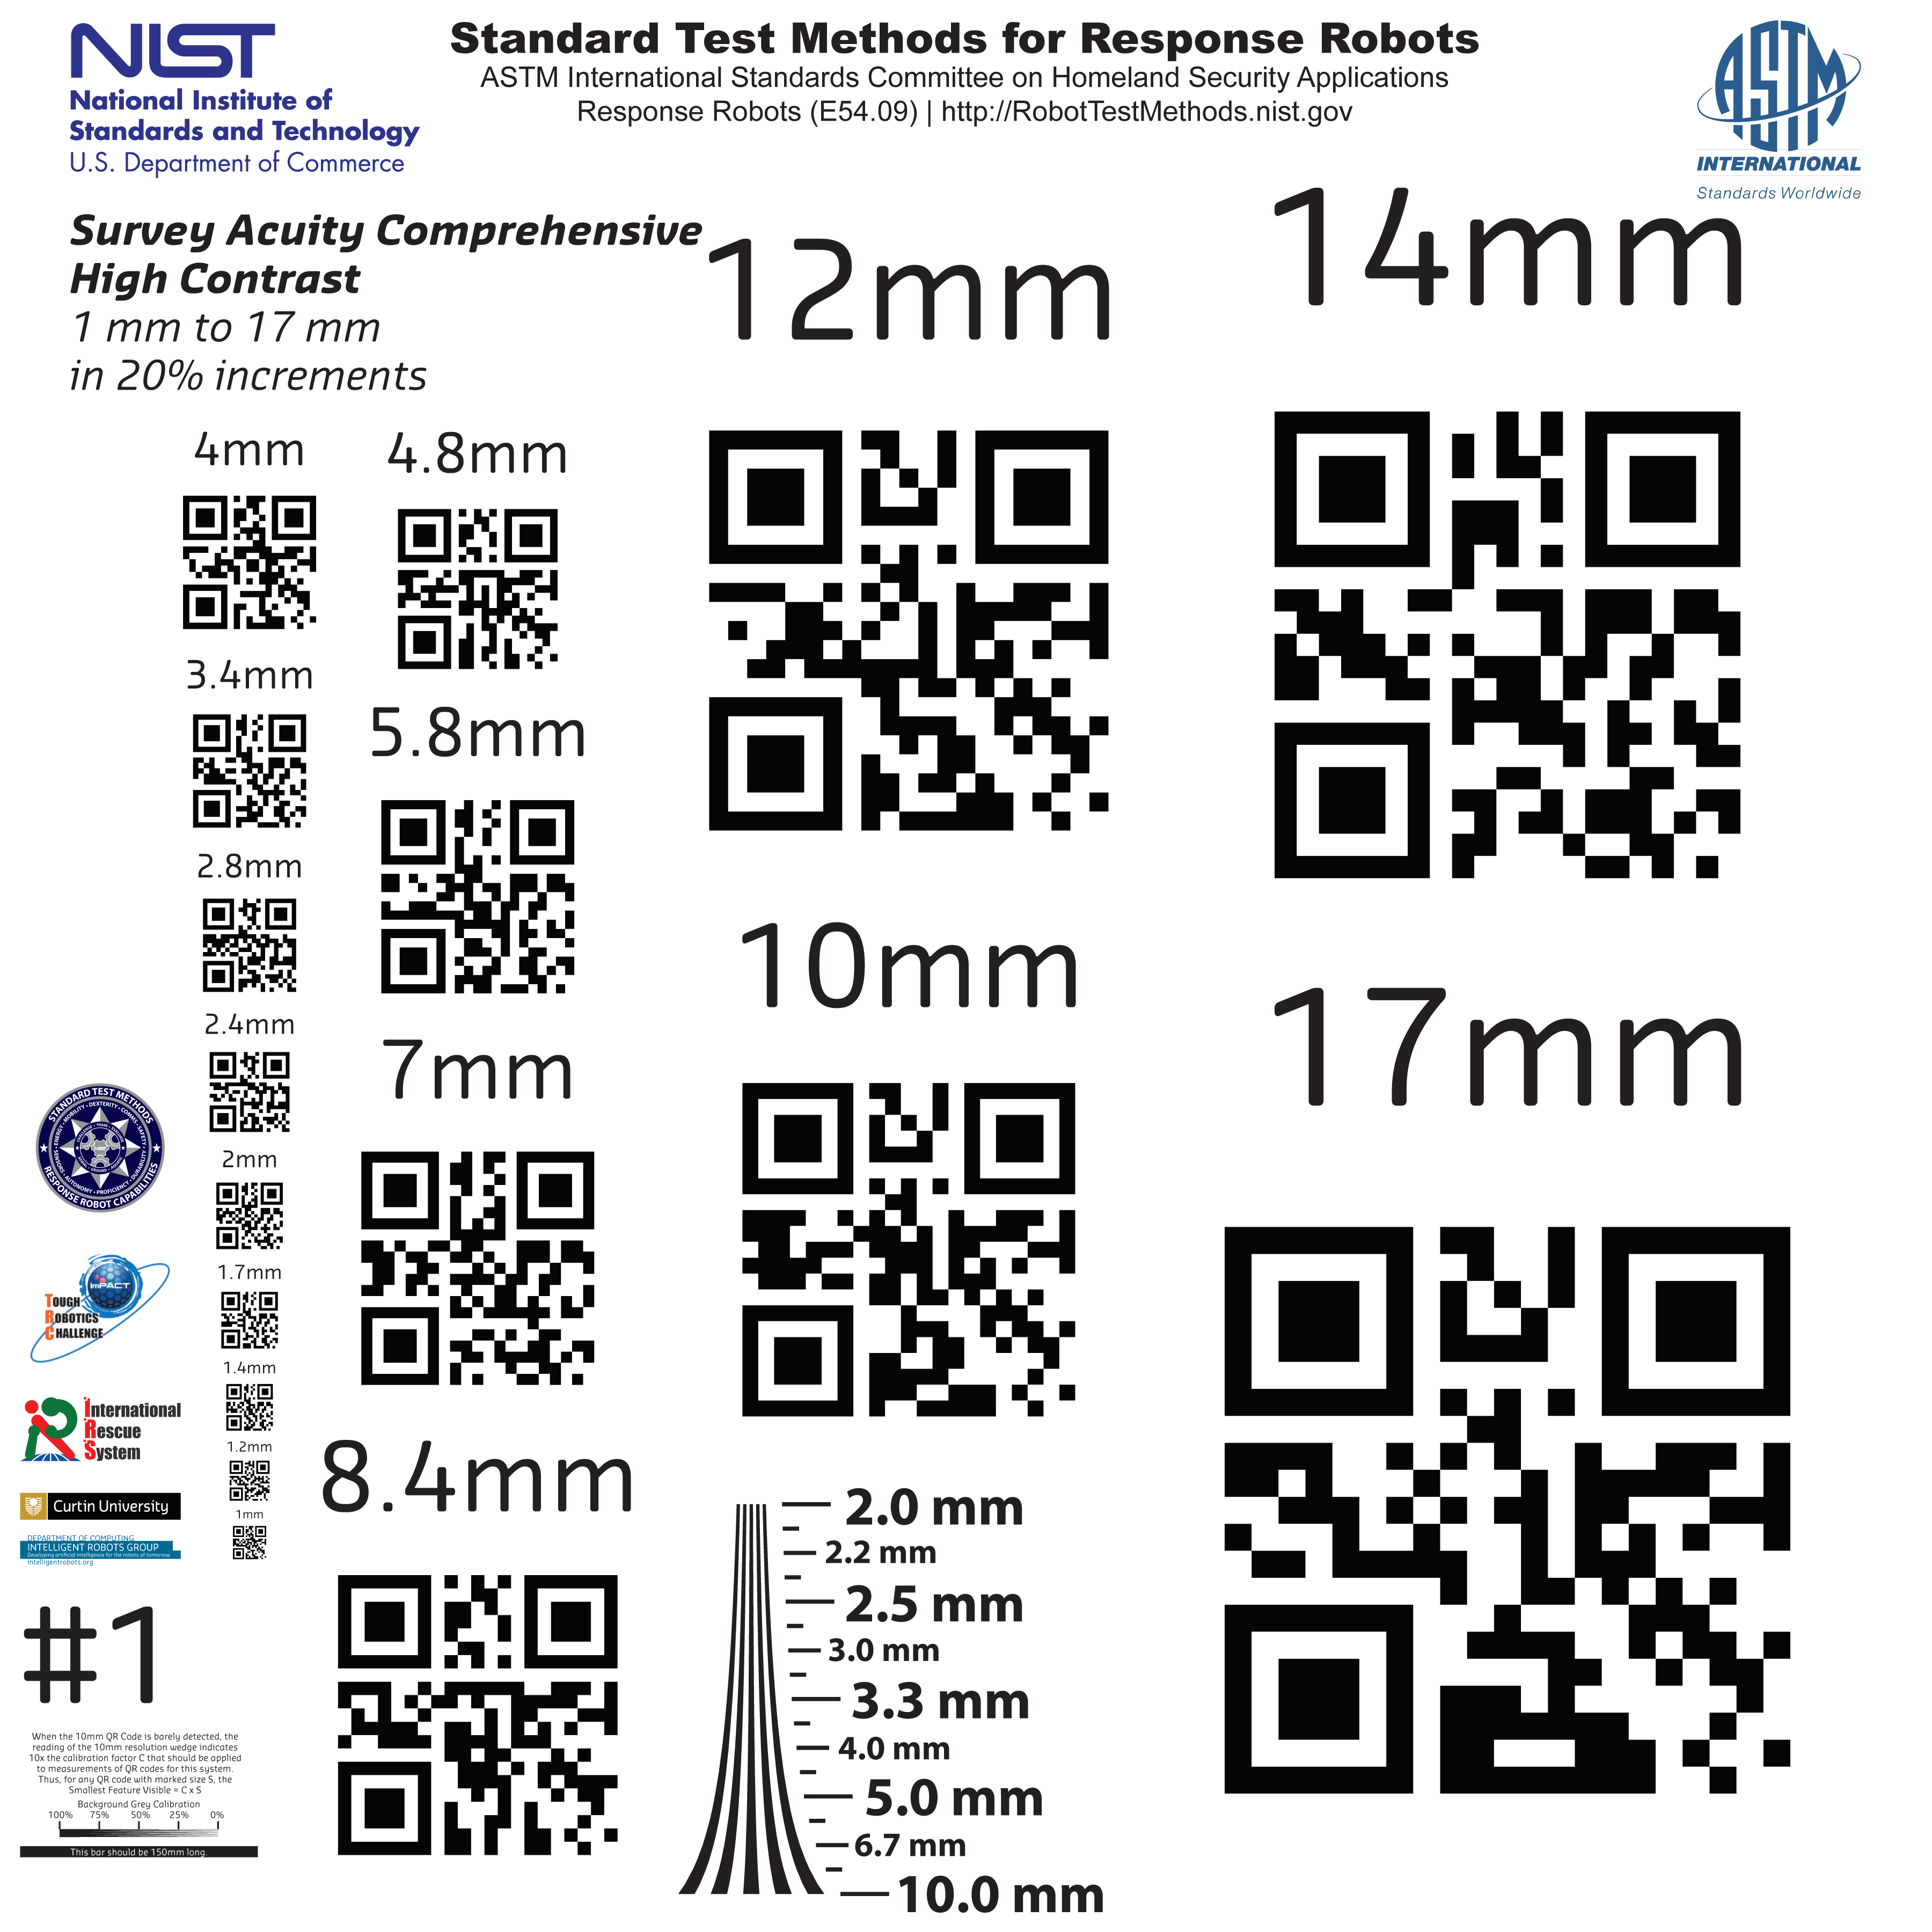 NIST
National Institute of
Standards and Technology
U.S. Department of Commerce
Standard Test Methods for Response Robots
ASTM International Standards Committee on Homeland Security Applications
Response Robots (E54.09) | http://RobotTestMethods.nist.gov
ASTM
INTERNATIONAL
Standards Worldwide
Survey Acuity Comprehensive
High Contrast
1 mm to 17 mm
in 20% increments
12mm
14mm
4mm
4.8mm
3.4mm
5.8mm
2.8mm
10mm
2.4mm
7mm
17mm
STANDARD TEST METHODS
MOBILITY • DEXTERITY • COMMS • SAFETY
ENERGY
SENSORS • AUTONOMY • PROFICIENCY • DURABILITY
RESPONSE ROBOT CAPABILITIES
2mm
1.7mm
ImPACT
TOUGH
ROBOTICS
CHALLENGE
1.4mm
International
Rescue
System
1.2mm
8.4mm
Curtin University
1mm
DEPARTMENT OF COMPUTING
INTELLIGENT ROBOTS GROUP
Developing artificial intelligence for the robots of tomorrow
intelligentrobots.org
2.0 mm
2.2 mm
2.5 mm
3.0 mm
3.3 mm
4.0 mm
5.0 mm
6.7 mm
10.0 mm
#1
When the 10mm QR Code is barely detected, the
reading of the 10mm resolution wedge indicates
10x the calibration factor C that should be applied
to measurements of QR codes for this system.
Thus, for any QR code with marked size S, the
Smallest Feature Visible = C x S
Background Grey Calibration
100% 75% 50% 25% 0%
This bar should be 150mm long.